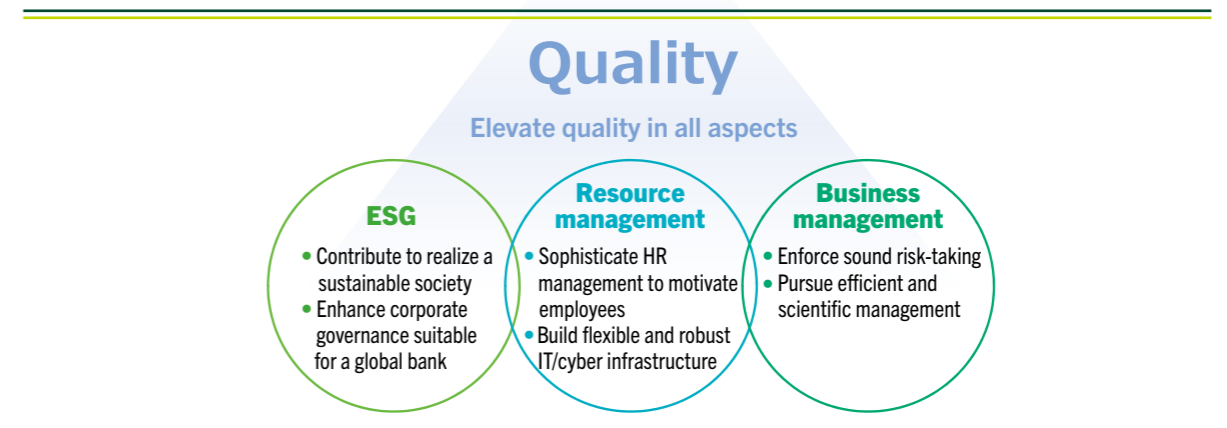 Quality
Elevate quality in all aspects
ESG
• Contribute to realize a
sustainable society
• Enhance corporate
governance suitable
for a global bank
Resource
management
• Sophisticate HR
management to motivate
employees
• Build flexible and robust
IT/cyber infrastructure
Business
management
• Enforce sound risk-taking
• Pursue efficient and
scientific management